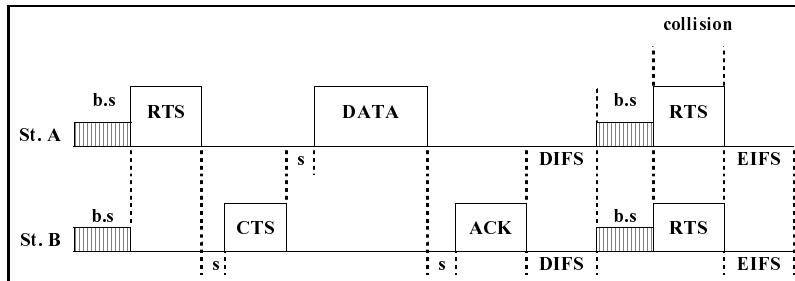 collision
b.s RTS DATA b.s RTS
St. A
s DIFS EIFS
b.s CTS ACK b.s RTS
St. B
s s DIFS EIFS